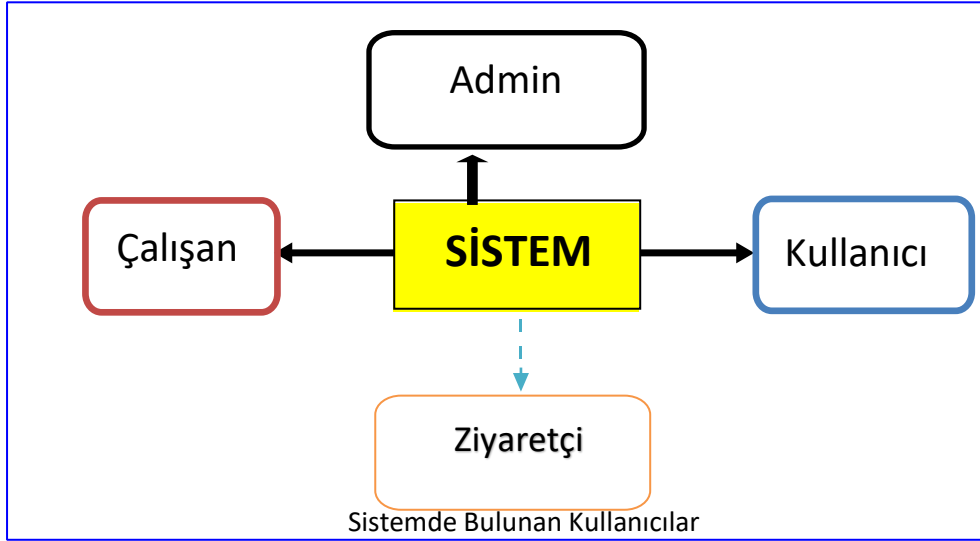 Admin
Çalışan
SİSTEM
Kullanıcı
Ziyaretçi
Sistemde Bulunan Kullanıcılar